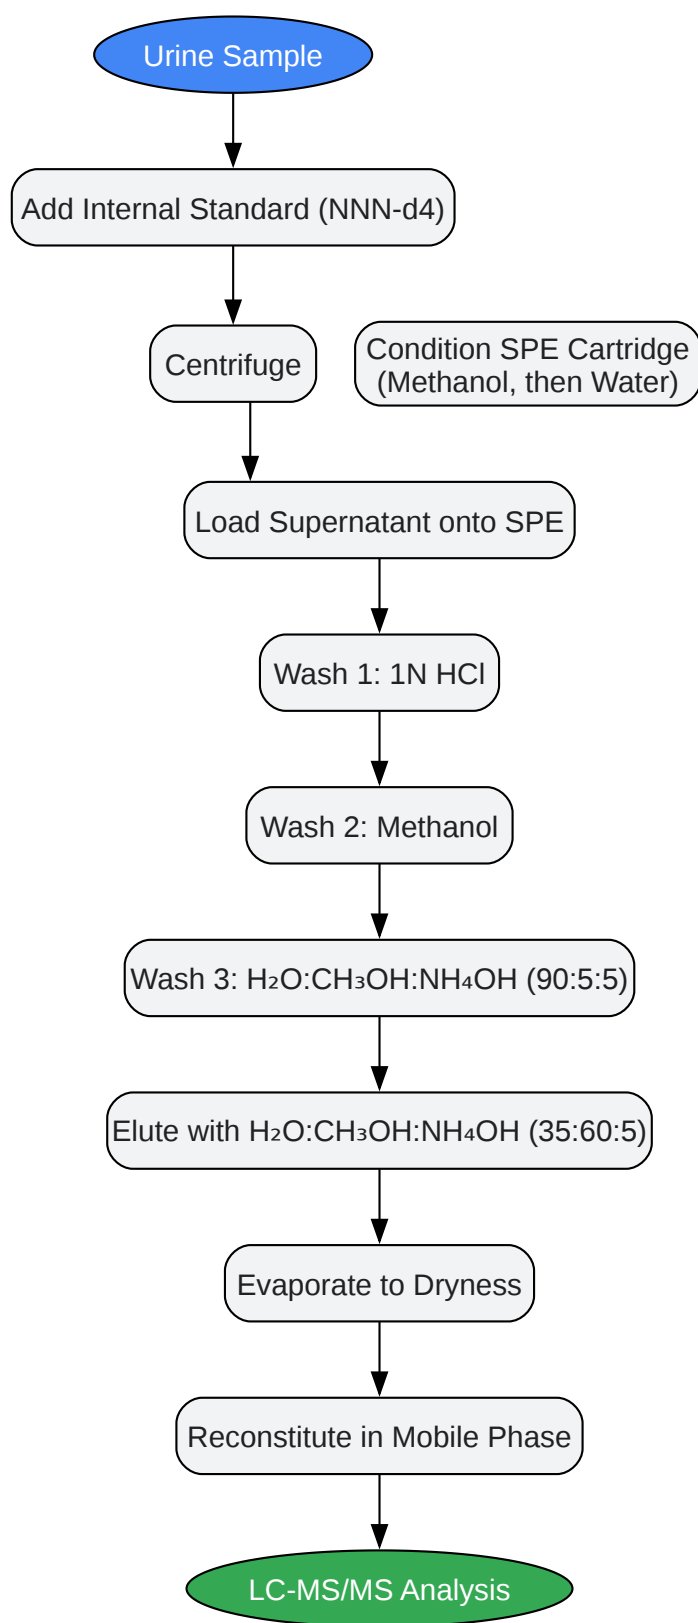 Urine Sample
Add Internal Standard (NNN-d4)
Centrifuge
Condition SPE Cartridge
(Methanol, then Water)
Load Supernatant onto SPE
Wash 1: 1N HCl
Wash 2: Methanol
Wash 3: H₂O:CH₃OH:NH₄OH (90:5:5)
Elute with H₂O:CH₃OH:NH₄OH (35:60:5)
Evaporate to Dryness
Reconstitute in Mobile Phase
LC-MS/MS Analysis